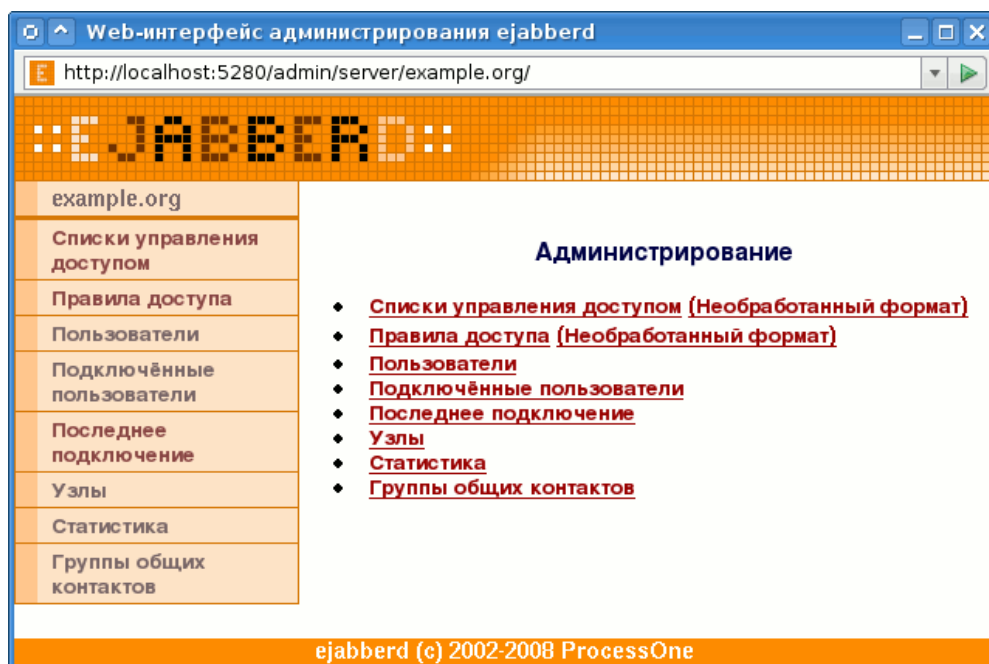 Web-интерфейс администрирования ejabberd
http://localhost:5280/admin/server/example.org/
::EJABBERD::
example.org
Списки управления
доступом
Правила доступа
Пользователи
Подключённые
пользователи
Последнее
подключение
Узлы
Статистика
Группы общих
контактов
Администрирование
Списки управления доступом (Необработанный формат)
Правила доступа (Необработанный формат)
Пользователи
Подключённые пользователи
Последнее подключение
Узлы
Статистика
Группы общих контактов
ejabberd (c) 2002-2008 ProcessOne